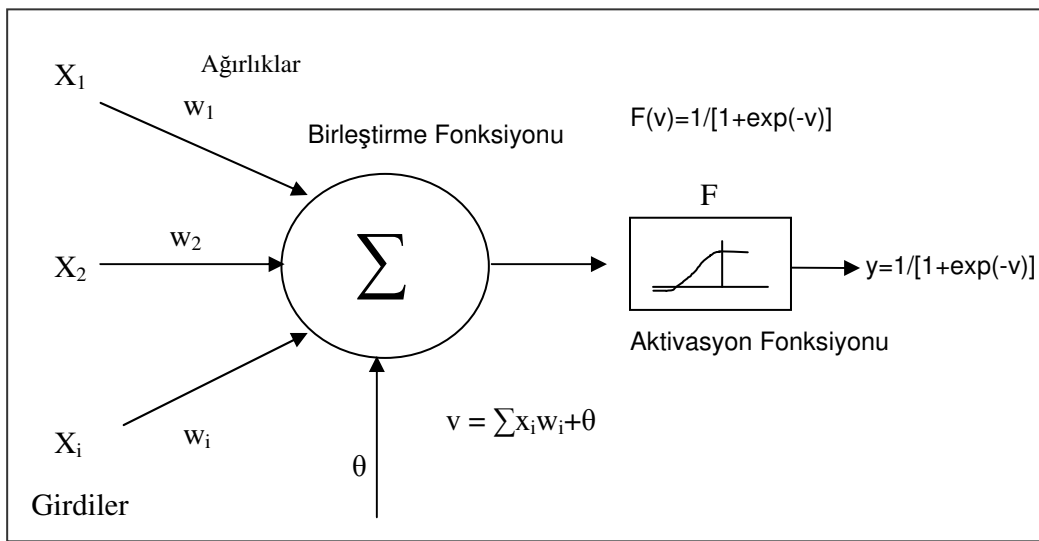 X₁
Ağırlıklar
w₁
Birleştirme Fonksiyonu
F(v)=1/[1+exp(-v)]
F
X₂
w₂
∑
y=1/[1+exp(-v)]
Aktivasyon Fonksiyonu
Xᵢ
wᵢ
v = ∑xᵢwᵢ+θ
θ
Girdiler